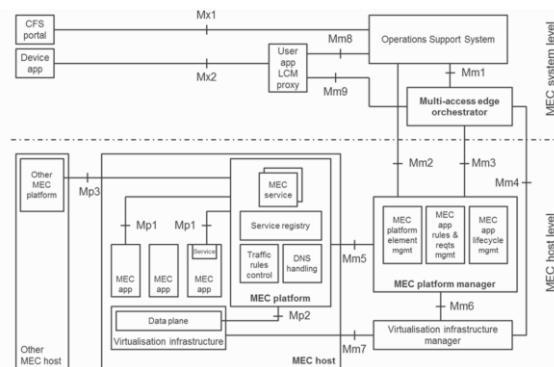 CFS
portal
Mx1
Operations Support System
Mm8
User
app
LCM
proxy
Device
app
Mx2
Mm9
Mm1
Multi-access edge
orchestrator
MEC system level
Mm2
Mm3
Mm4
Other
MEC
platform
Mp3
MEC
service
Mp1
Mp1
Service registry
Service
MEC
app
MEC
app
MEC
app
Traffic
rules
control
DNS
handling
MEC platform
Mm5
MEC
platform
element
mgmt
MEC
app
rules &
reqts
mgmt
MEC
app
lifecycle
mgmt
MEC platform manager
MEC host level
Mp2
Mm6
Data plane
Virtualisation infrastructure
Mm7
Virtualisation infrastructure
manager
Other
MEC host
MEC host